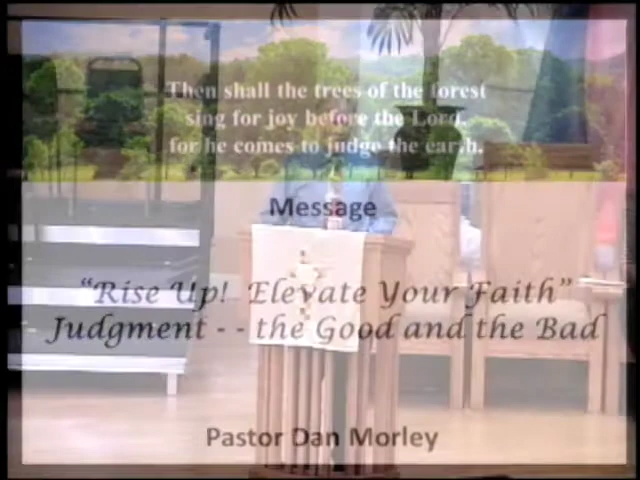 Then shall the trees of the forest
sing for joy before the Lord,
for he comes to judge the earth.
Message
“Rise Up! Elevate Your Faith”
Judgment - - the Good and the Bad
Pastor Dan Morley